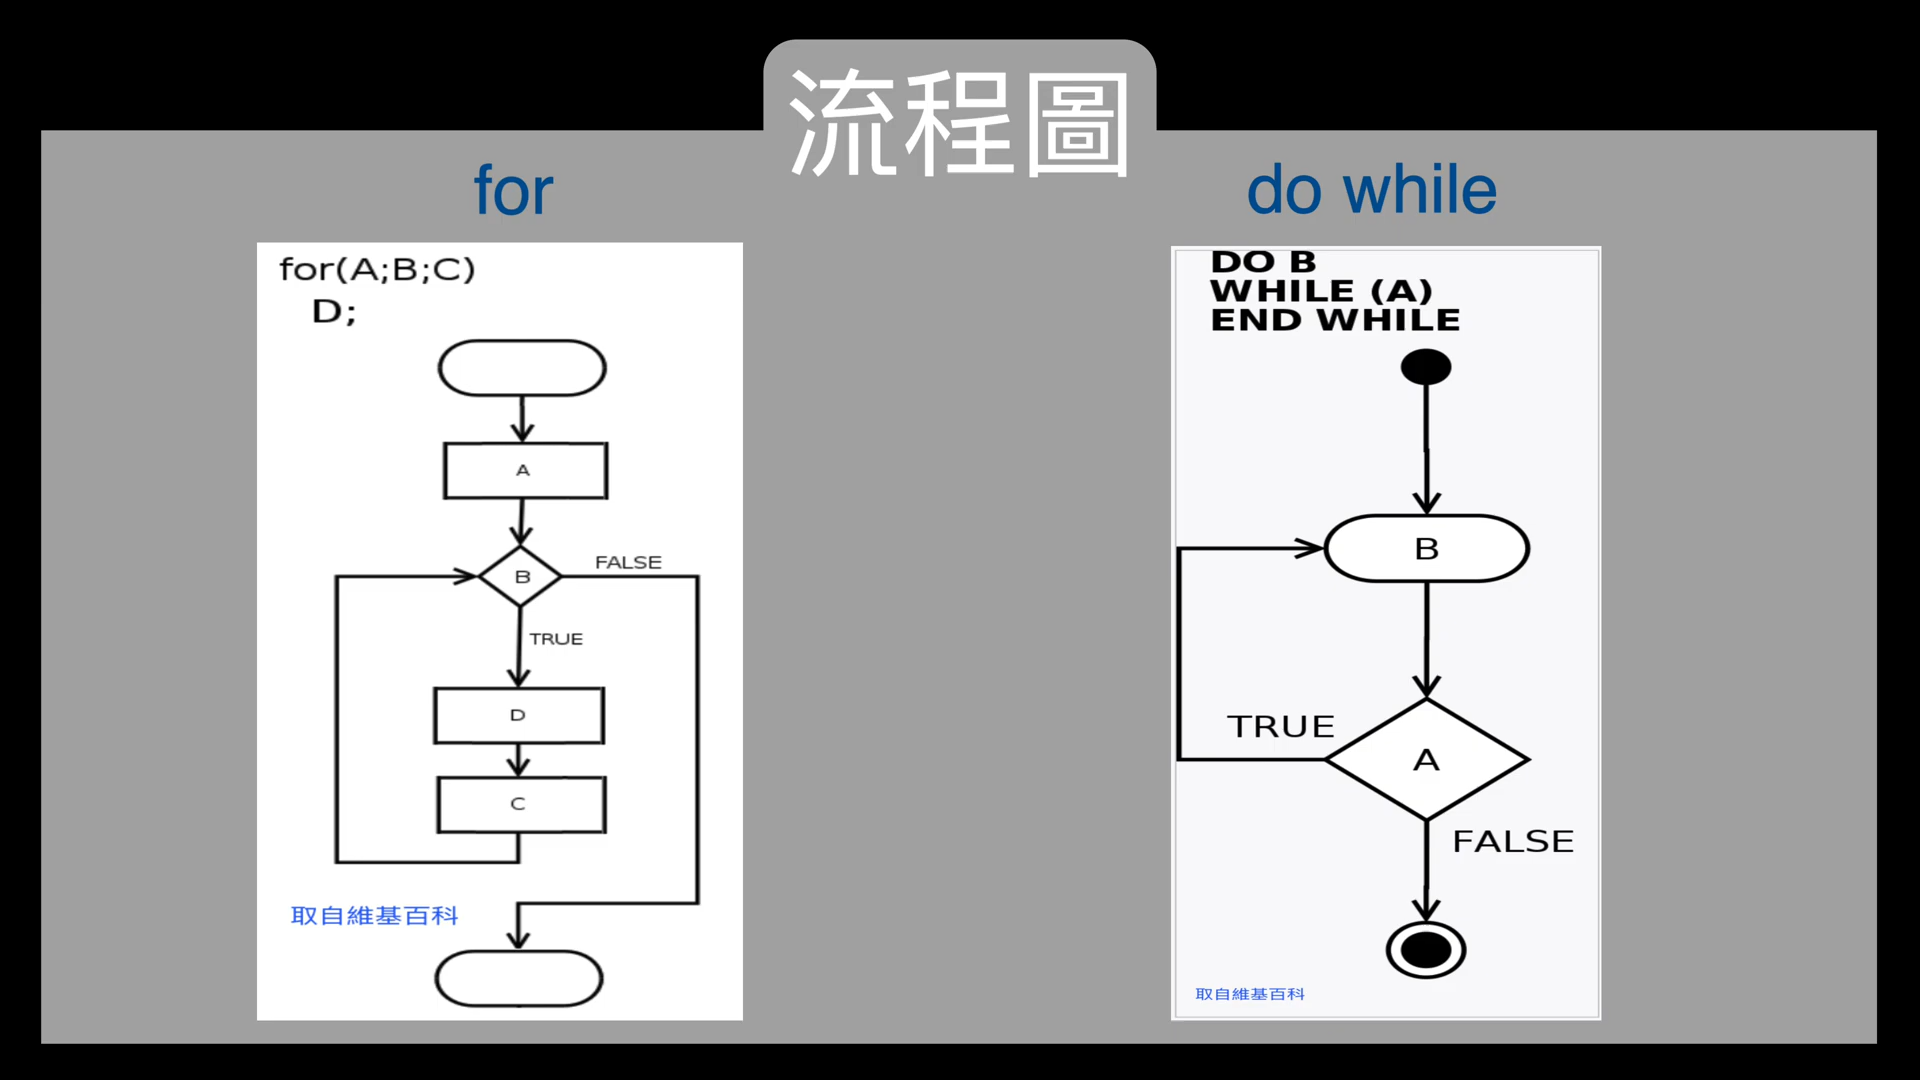 流程圖
for
for(A;B;C)
D;
A
B
FALSE
TRUE
D
C
取自維基百科
do while
DO B
WHILE (A)
END WHILE
B
TRUE
A
FALSE
取自維基百科